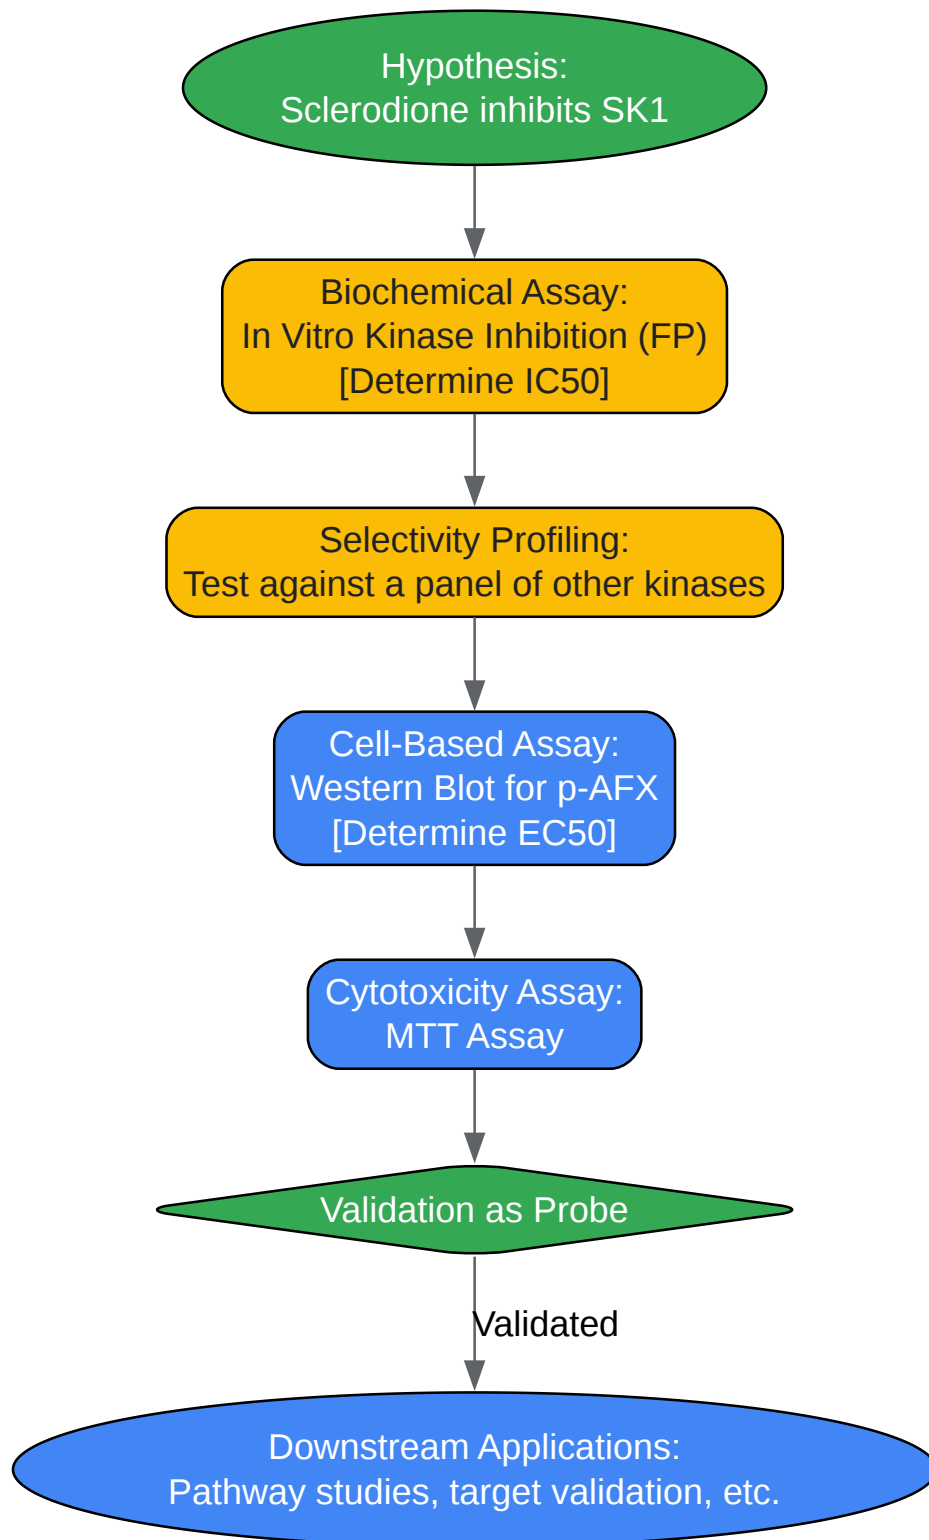 Hypothesis:
Sclerodione inhibits SK1
Biochemical Assay:
In Vitro Kinase Inhibition (FP)
[Determine IC50]
Selectivity Profiling:
Test against a panel of other kinases
Cell-Based Assay:
Western Blot for p-AFX
[Determine EC50]
Cytotoxicity Assay:
MTT Assay
Validation as Probe
Validated
Downstream Applications:
Pathway studies, target validation, etc.